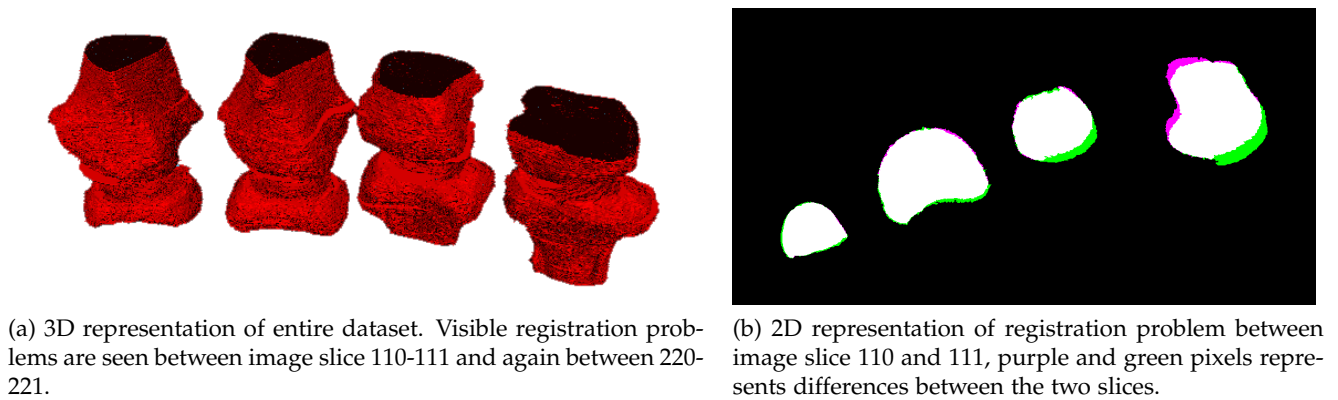 (a) 3D representation of entire dataset. Visible registration prob-
lems are seen between image slice 110-111 and again between 220-
221.
(b) 2D representation of registration problem between
image slice 110 and 111, purple and green pixels repre-
sents differences between the two slices.